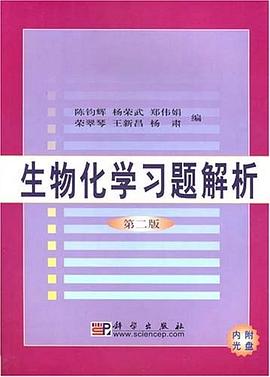 陈钧辉 杨荣武 郑伟娟
荣翠琴 王新昌 杨 肃 编
生物化学习题解析
第二版
科学出版社
www.sciencep.com
内附
光盘